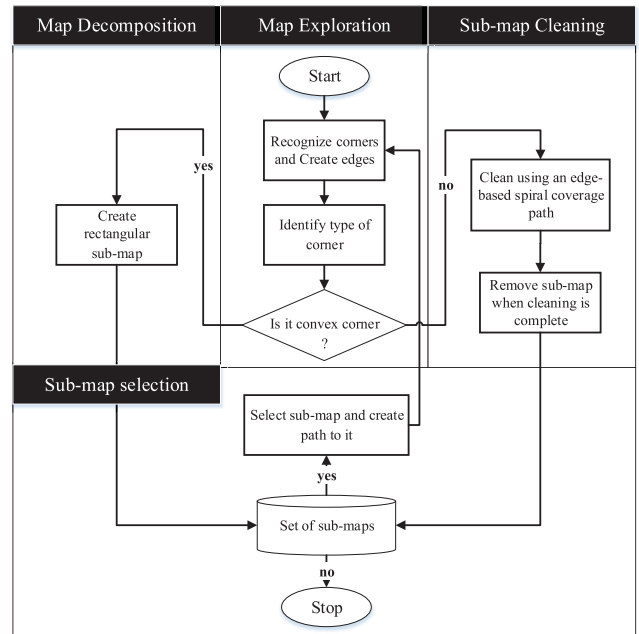 Map Decomposition
Map Exploration
Sub-map Cleaning
Start
Recognize corners
and Create edges
yes
no
Clean using an edge-
based spiral coverage
path
Create
rectangular
sub-map
Identify type of
corner
Remove sub-map
when cleaning is
complete
Is it convex corner
?
Sub-map selection
Select sub-map and create
path to it
yes
Set of sub-maps
no
Stop